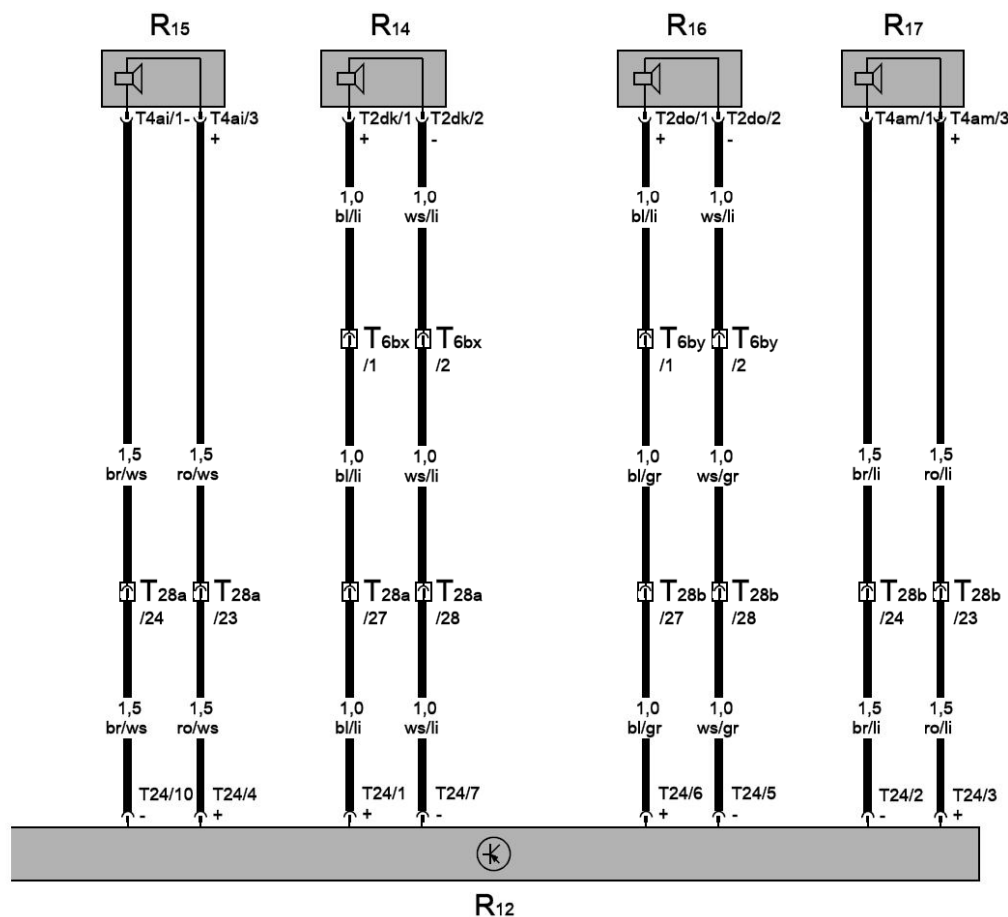 R15 R14 R16 R17
T4ai/1- T4ai/3 T2dk/1 T2dk/2 T2do/1 T2do/2 T4am/1 T4am/3
+ + - + - +
1,0 1,0 1,0 1,0
bl/li ws/li bl/li ws/li
T6bx T6bx T6by T6by
/1 /2 /1 /2
1,5 1,5 1,0 1,0 1,0 1,0 1,5 1,5
br/ws ro/ws bl/li ws/li bl/gr ws/gr br/li ro/li
T28a T28a T28a T28a T28b T28b T28b T28b
/24 /23 /27 /28 /27 /28 /24 /23
1,5 1,5 1,0 1,0 1,0 1,0 1,5 1,5
br/ws ro/ws bl/li ws/li bl/gr ws/gr br/li ro/li
T24/10 T24/4 T24/1 T24/7 T24/6 T24/5 T24/2 T24/3
- + + - + - - +
R12